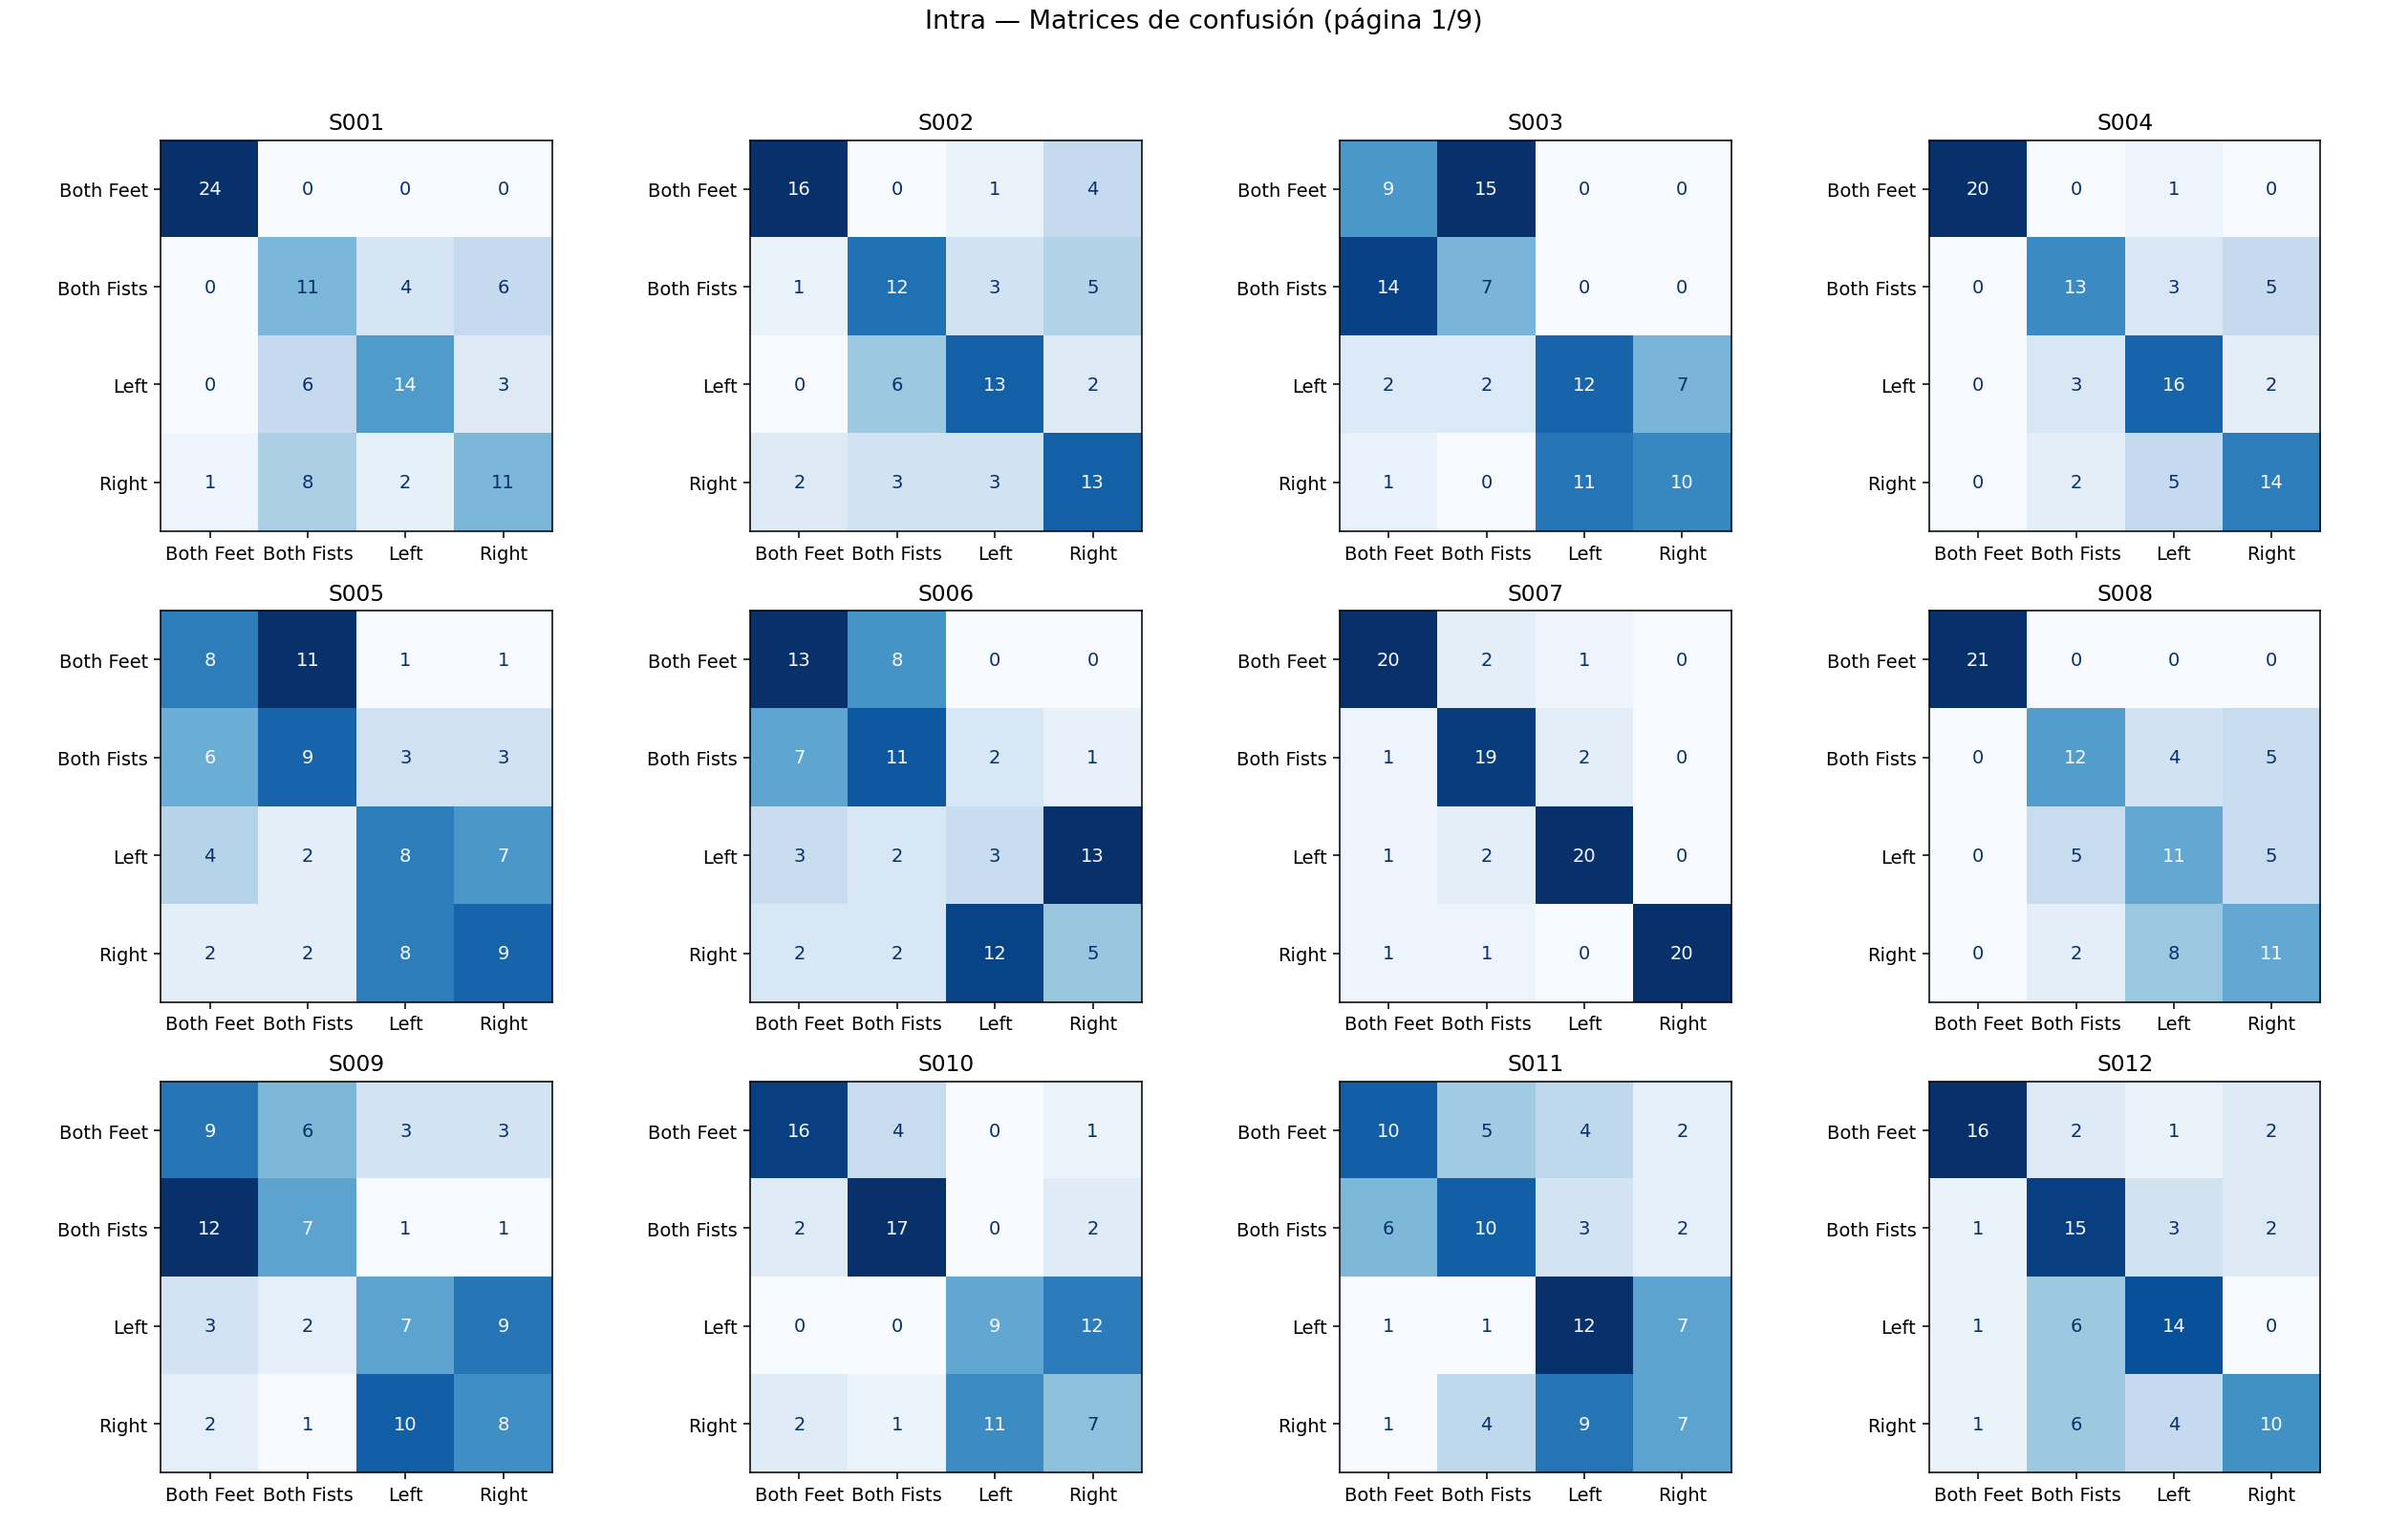 Intra — Matrices de confusión (página 1/9)
S001 S002 S003 S004
Both Feet 24 0 0 0 Both Feet 16 0 1 4 Both Feet 9 15 0 0 Both Feet 20 0 1 0
Both Fists 0 11 4 6 Both Fists 1 12 3 5 Both Fists 14 7 0 0 Both Fists 0 13 3 5
Left 0 6 14 3 Left 0 6 13 2 Left 2 2 12 7 Left 0 3 16 2
Right 1 8 2 11 Right 2 3 3 13 Right 1 0 11 10 Right 0 2 5 14
Both Feet Both Fists Left Right Both Feet Both Fists Left Right Both Feet Both Fists Left Right Both Feet Both Fists Left Right
S005 S006 S007 S008
Both Feet 8 11 1 1 Both Feet 13 8 0 0 Both Feet 20 2 1 0 Both Feet 21 0 0 0
Both Fists 6 9 3 3 Both Fists 7 11 2 1 Both Fists 1 19 2 0 Both Fists 0 12 4 5
Left 4 2 8 7 Left 3 2 3 13 Left 1 2 20 0 Left 0 5 11 5
Right 2 2 8 9 Right 2 2 12 5 Right 1 1 0 20 Right 0 2 8 11
Both Feet Both Fists Left Right Both Feet Both Fists Left Right Both Feet Both Fists Left Right Both Feet Both Fists Left Right
S009 S010 S011 S012
Both Feet 9 6 3 3 Both Feet 16 4 0 1 Both Feet 10 5 4 2 Both Feet 16 2 1 2
Both Fists 12 7 1 1 Both Fists 2 17 0 2 Both Fists 6 10 3 2 Both Fists 1 15 3 2
Left 3 2 7 9 Left 0 0 9 12 Left 1 1 12 7 Left 1 6 14 0
Right 2 1 10 8 Right 2 1 11 7 Right 1 4 9 7 Right 1 6 4 10
Both Feet Both Fists Left Right Both Feet Both Fists Left Right Both Feet Both Fists Left Right Both Feet Both Fists Left Right